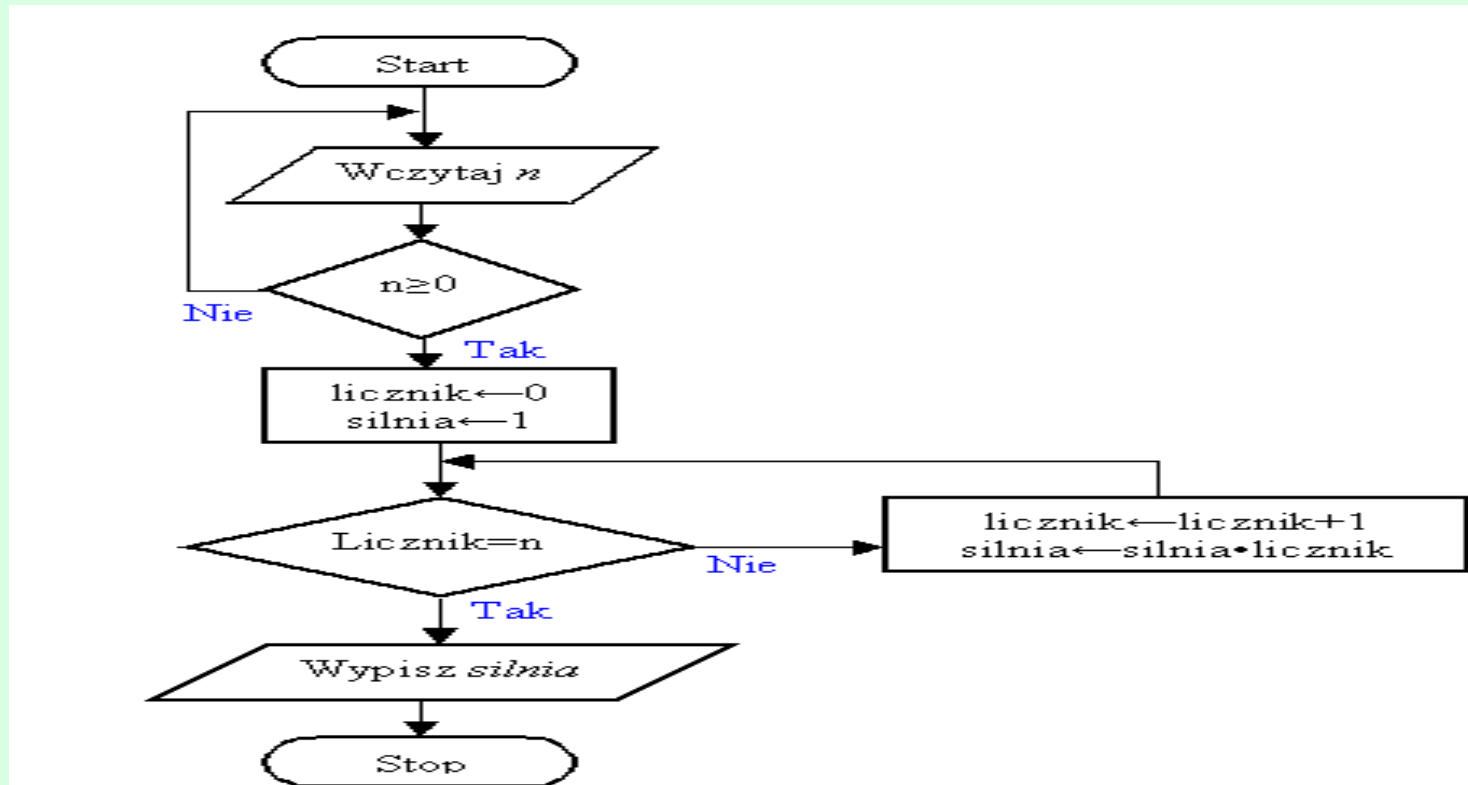 Start
Wczytaj n
n≥0
Nie
Tak
licznik←0
silnia←1
Licznik=n
Nie
licznik←licznik+1
silnia←silnia•licznik
Tak
Wypisz silnia
Stop